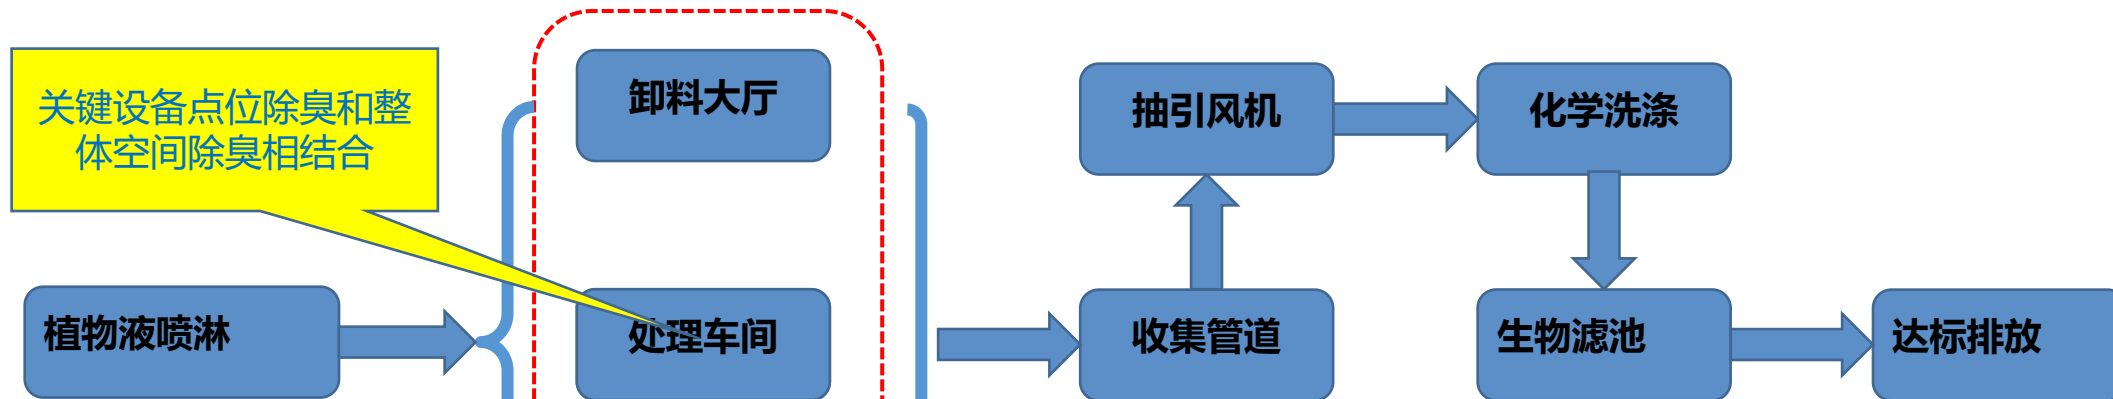 关键设备点位除臭和整
体空间除臭相结合
卸料大厅
抽引风机
化学洗涤
植物液喷淋
处理车间
收集管道
生物滤池
达标排放